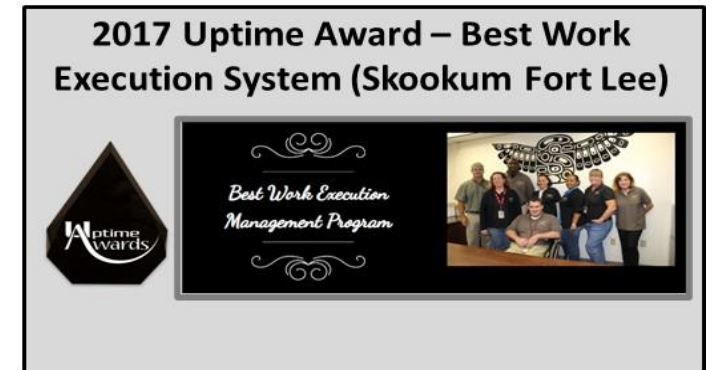 2017 Uptime Award – Best Work
Execution System (Skookum Fort Lee)
Best Work Execution
Management Program
Uptime
Awards